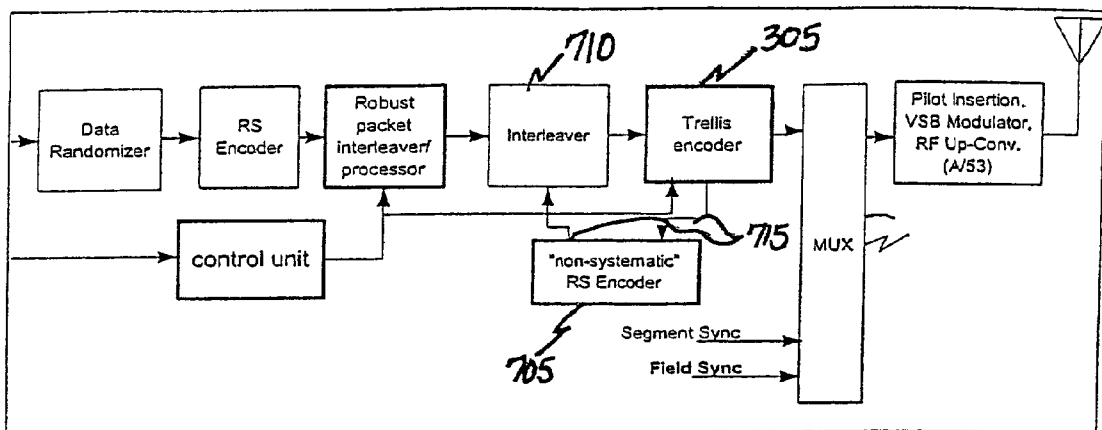 710
305
Data
Randomizer
RS
Encoder
Robust
packet
interleaver/
processor
Interleaver
Trellis
encoder
Pilot Insertion.
VSB Modulator,
RF Up-Conv.
(A/53)
control unit
"non-systematic"
RS Encoder
715
MUX
705
Segment Sync
Field Sync